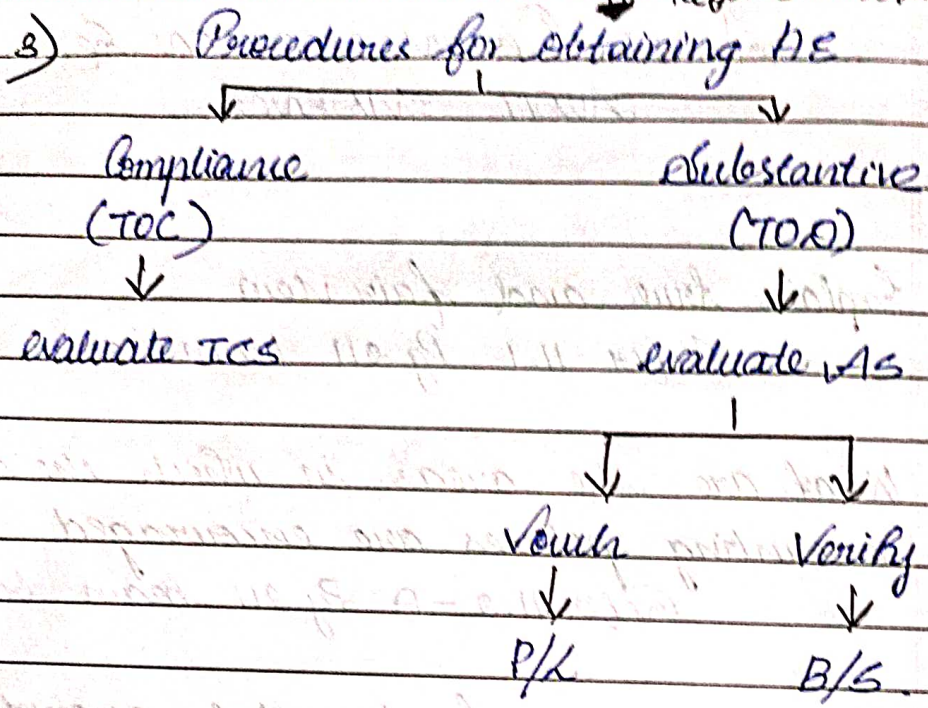 3) Procedures for obtaining AE
Compliance Substantive
(TOC) (TOD)
evaluate ICS evaluate AS
Vouch Verify
P/L B/S.